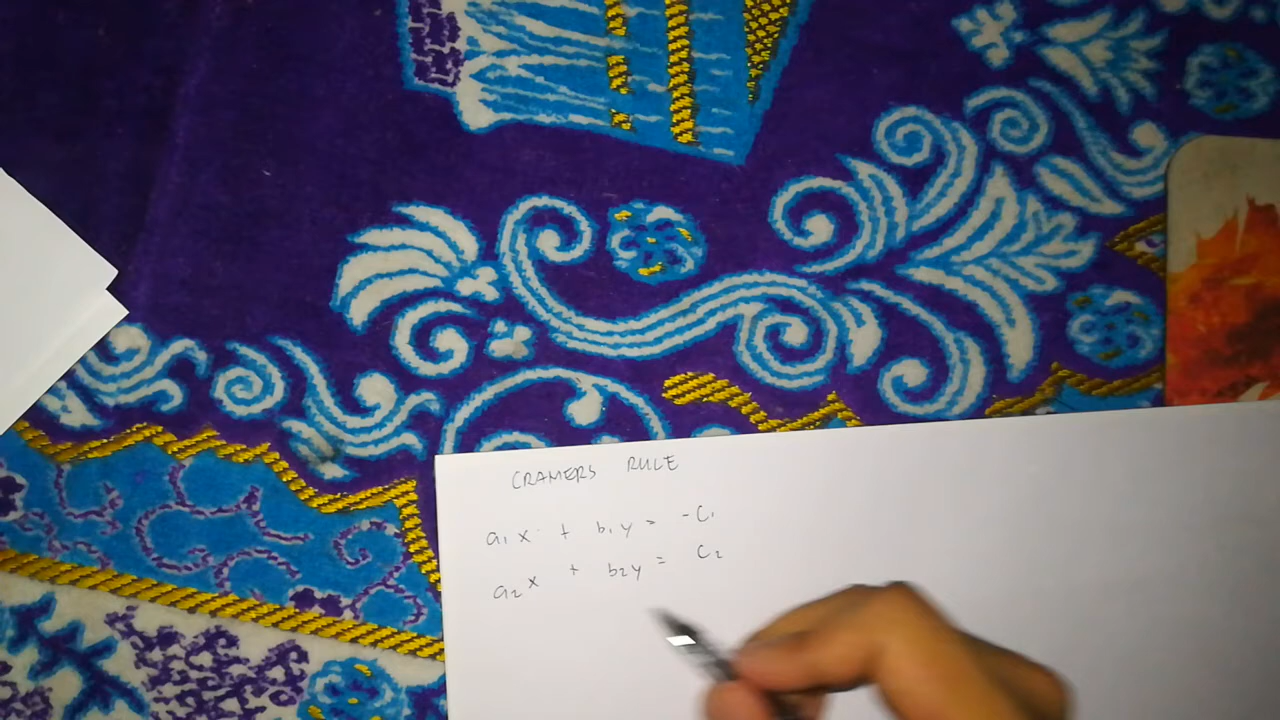 CRAMERS RULE
a₁x + b₁y = -C₁
a₂x + b₂y = C₂